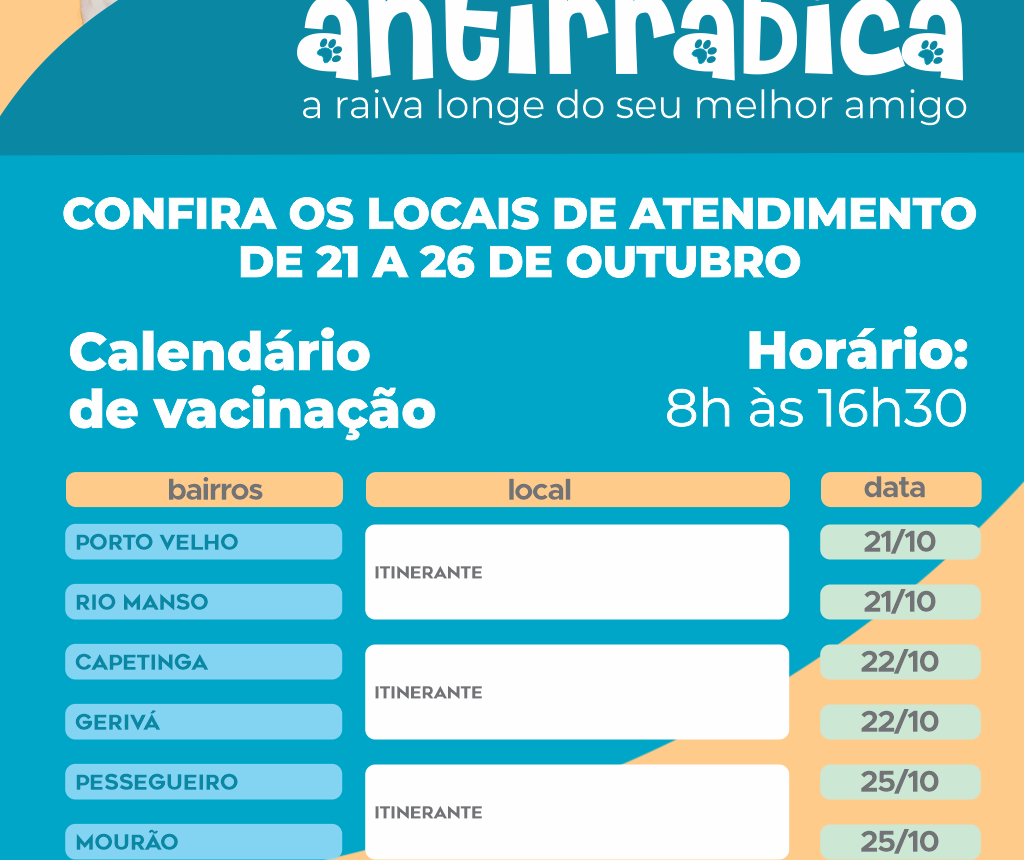 antirrábica
a raiva longe do seu melhor amigo
CONFIRA OS LOCAIS DE ATENDIMENTO
DE 21 A 26 DE OUTUBRO
Calendário
de vacinação
Horário:
8h às 16h30
bairros local data
PORTO VELHO ITINERANTE 21/10
RIO MANSO 21/10
CAPETINGA ITINERANTE 22/10
GERIVÁ 22/10
PESSEGUEIRO ITINERANTE 25/10
MOURÃO 25/10